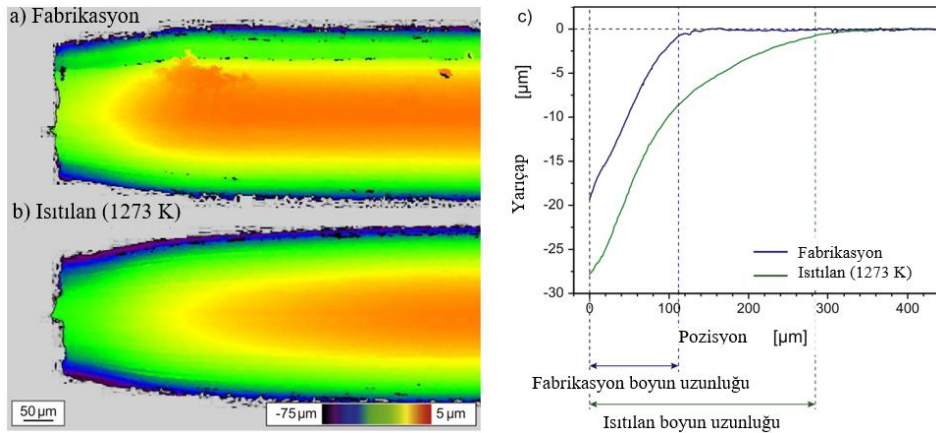 a) Fabrikasyon
b) Isıtılan (1273 K)
50 µm
-75 µm
5 µm
c)
0
-5
-10
-15
-20
-25
-30
Yarıçap [µm]
Fabrikasyon
Isıtılan (1273 K)
0
100
200
300
400
Pozisyon [µm]
Fabrikasyon boyun uzunluğu
Isıtılan boyun uzunluğu